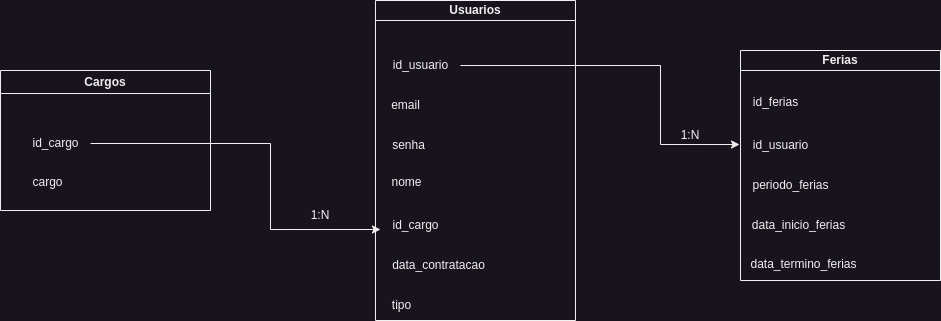 Cargos
id_cargo
cargo
1:N
Usuarios
id_usuario
email
senha
nome
id_cargo
data_contratacao
tipo
1:N
Ferias
id_ferias
id_usuario
periodo_ferias
data_inicio_ferias
data_termino_ferias